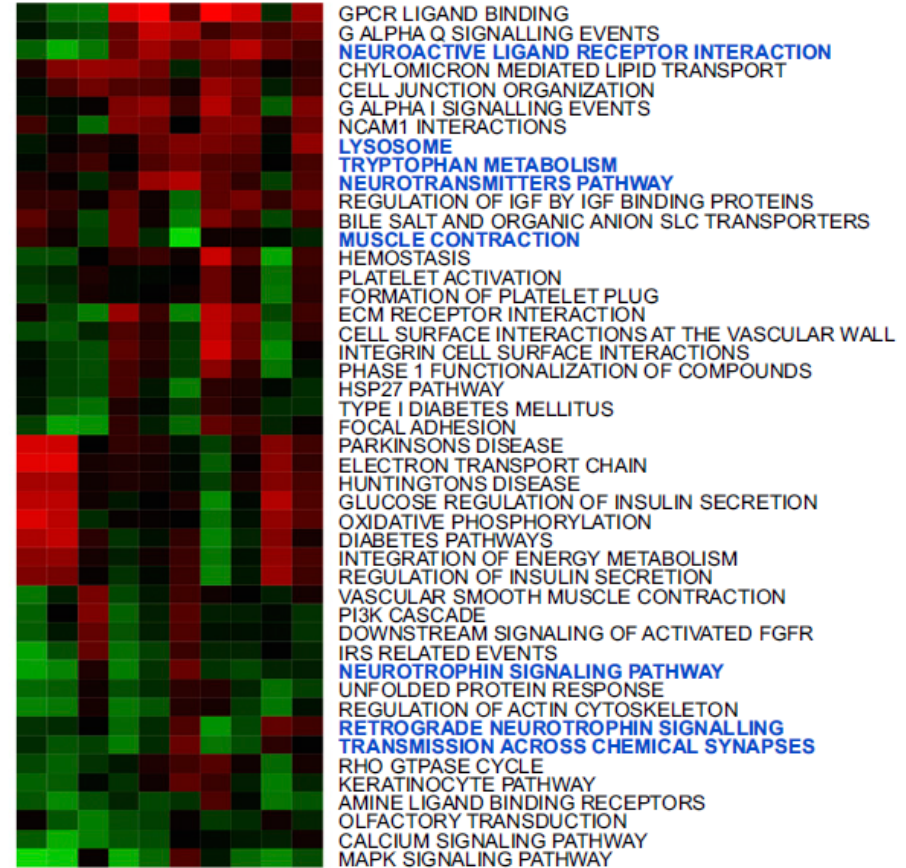 GPCR LIGAND BINDING
G ALPHA Q SIGNALLING EVENTS
NEUROACTIVE LIGAND RECEPTOR INTERACTION
CHYLOMICRON MEDIATED LIPID TRANSPORT
CELL JUNCTION ORGANIZATION
G ALPHA I SIGNALLING EVENTS
NCAM1 INTERACTIONS
LYSOSOME
TRYPTOPHAN METABOLISM
NEUROTRANSMITTERS PATHWAY
REGULATION OF IGF BY IGF BINDING PROTEINS
BILE SALT AND ORGANIC ANION SLC TRANSPORTERS
MUSCLE CONTRACTION
HEMOSTASIS
PLATELET ACTIVATION
FORMATION OF PLATELET PLUG
ECM RECEPTOR INTERACTION
CELL SURFACE INTERACTIONS AT THE VASCULAR WALL
INTEGRIN CELL SURFACE INTERACTIONS
PHASE 1 FUNCTIONALIZATION OF COMPOUNDS
HSP27 PATHWAY
TYPE I DIABETES MELLITUS
FOCAL ADHESION
PARKINSONS DISEASE
ELECTRON TRANSPORT CHAIN
HUNTINGTONS DISEASE
GLUCOSE REGULATION OF INSULIN SECRETION
OXIDATIVE PHOSPHORYLATION
DIABETES PATHWAYS
INTEGRATION OF ENERGY METABOLISM
REGULATION OF INSULIN SECRETION
VASCULAR SMOOTH MUSCLE CONTRACTION
PI3K CASCADE
DOWNSTREAM SIGNALING OF ACTIVATED FGFR
IRS RELATED EVENTS
NEUROTROPHIN SIGNALING PATHWAY
UNFOLDED PROTEIN RESPONSE
REGULATION OF ACTIN CYTOSKELETON
RETROGRADE NEUROTROPHIN SIGNALLING
TRANSMISSION ACROSS CHEMICAL SYNAPSES
RHO GTPASE CYCLE
KERATINOCYTE PATHWAY
AMINE LIGAND BINDING RECEPTORS
OLFACTORY TRANSDUCTION
CALCIUM SIGNALING PATHWAY
MAPK SIGNALING PATHWAY